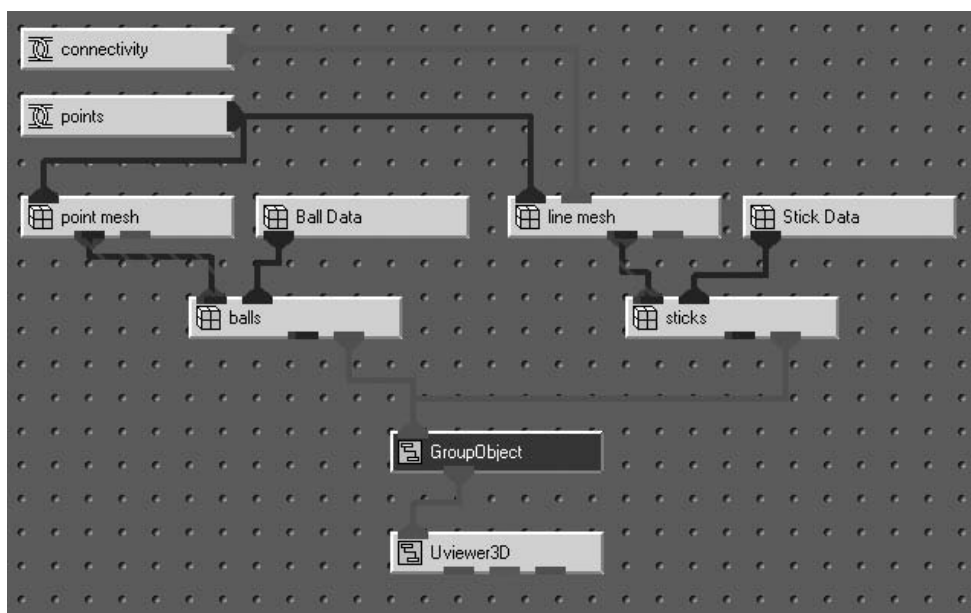 connectivity
points
point mesh
Ball Data
line mesh
Stick Data
balls
sticks
GroupObject
Uviewer3D